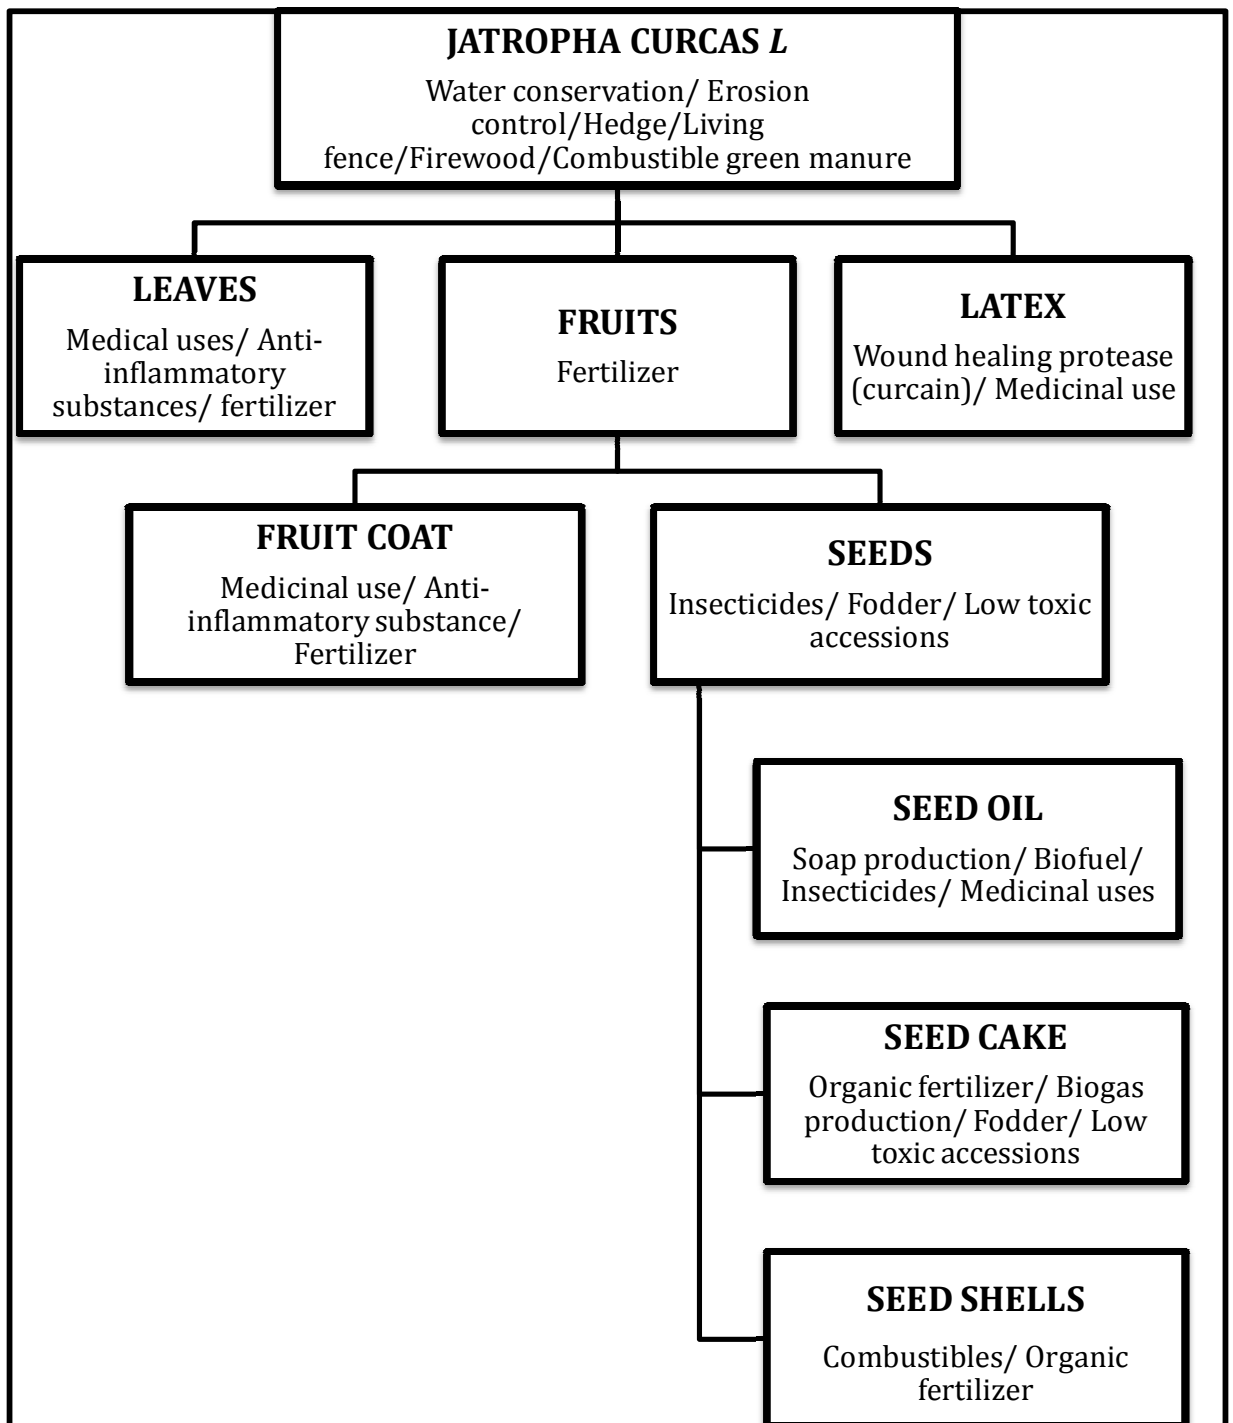 JATROPHA CURCAS L
Water conservation/ Erosion
control/Hedge/Living
fence/Firewood/Combustible green manure
LEAVES
Medical uses/ Anti-
inflammatory
substances/ fertilizer
FRUITS
Fertilizer
LATEX
Wound healing protease
(curcain)/ Medicinal use
FRUIT COAT
Medicinal use/ Anti-
inflammatory substance/
Fertilizer
SEEDS
Insecticides/ Fodder/ Low toxic
accessions
SEED OIL
Soap production/ Biofuel/
Insecticides/ Medicinal uses
SEED CAKE
Organic fertilizer/ Biogas
production/ Fodder/ Low
toxic accessions
SEED SHELLS
Combustibles/ Organic
fertilizer